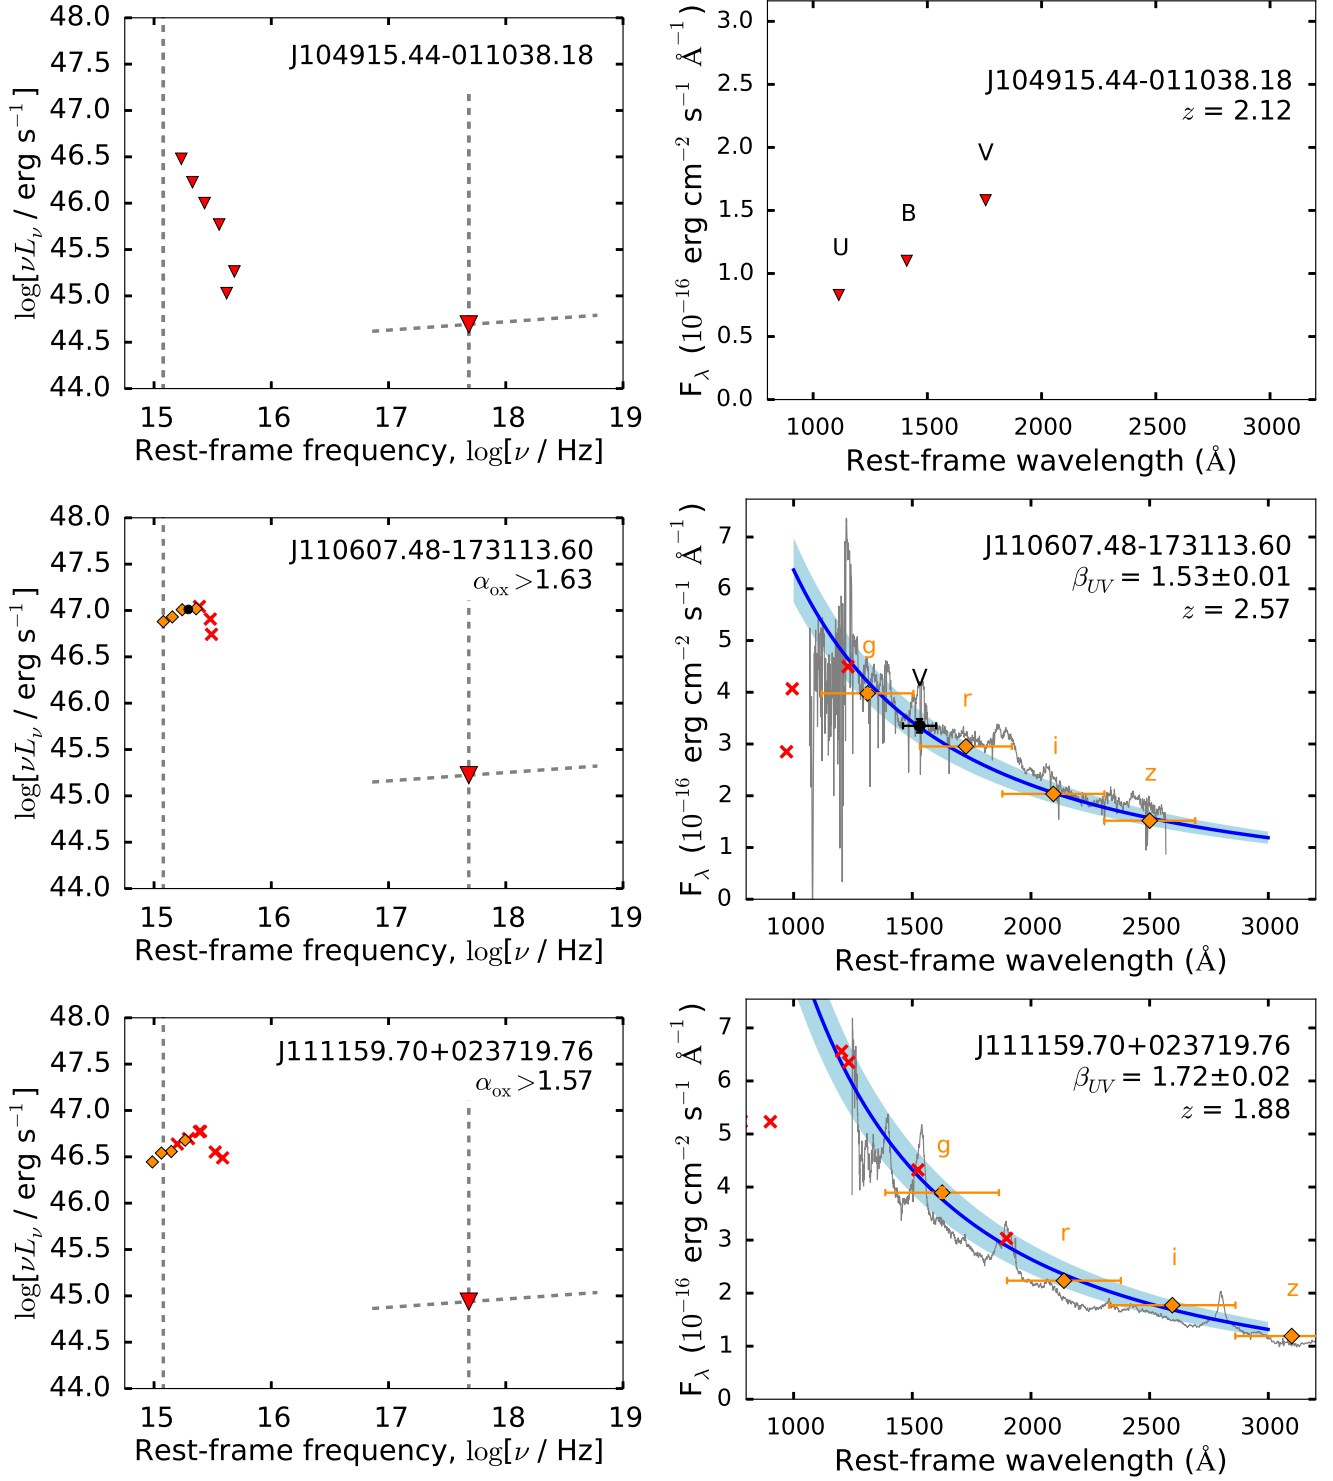 48.0
47.5
47.0
46.5
46.0
45.5
45.0
44.5
44.0
log[νL_ν / erg s⁻¹]
J104915.44-011038.18
15 16 17 18 19
Rest-frame frequency, log[ν / Hz]
3.0
2.5
2.0
1.5
1.0
0.5
0.0
F_λ (10⁻¹⁶ erg cm⁻² s⁻¹ Å⁻¹)
J104915.44-011038.18
z = 2.12
V
B
U
1000 1500 2000 2500 3000
Rest-frame wavelength (Å)
48.0
47.5
47.0
46.5
46.0
45.5
45.0
44.5
44.0
log[νL_ν / erg s⁻¹]
J110607.48-173113.60
α_ox >1.63
15 16 17 18 19
Rest-frame frequency, log[ν / Hz]
7
6
5
4
3
2
1
0
F_λ (10⁻¹⁶ erg cm⁻² s⁻¹ Å⁻¹)
J110607.48-173113.60
β_UV = 1.53±0.01
z = 2.57
g
V
r
i
z
1000 1500 2000 2500 3000
Rest-frame wavelength (Å)
48.0
47.5
47.0
46.5
46.0
45.5
45.0
44.5
44.0
log[νL_ν / erg s⁻¹]
J111159.70+023719.76
α_ox >1.57
15 16 17 18 19
Rest-frame frequency, log[ν / Hz]
7
6
5
4
3
2
1
0
F_λ (10⁻¹⁶ erg cm⁻² s⁻¹ Å⁻¹)
J111159.70+023719.76
β_UV = 1.72±0.02
z = 1.88
g
r
i
z
1000 1500 2000 2500 3000
Rest-frame wavelength (Å)